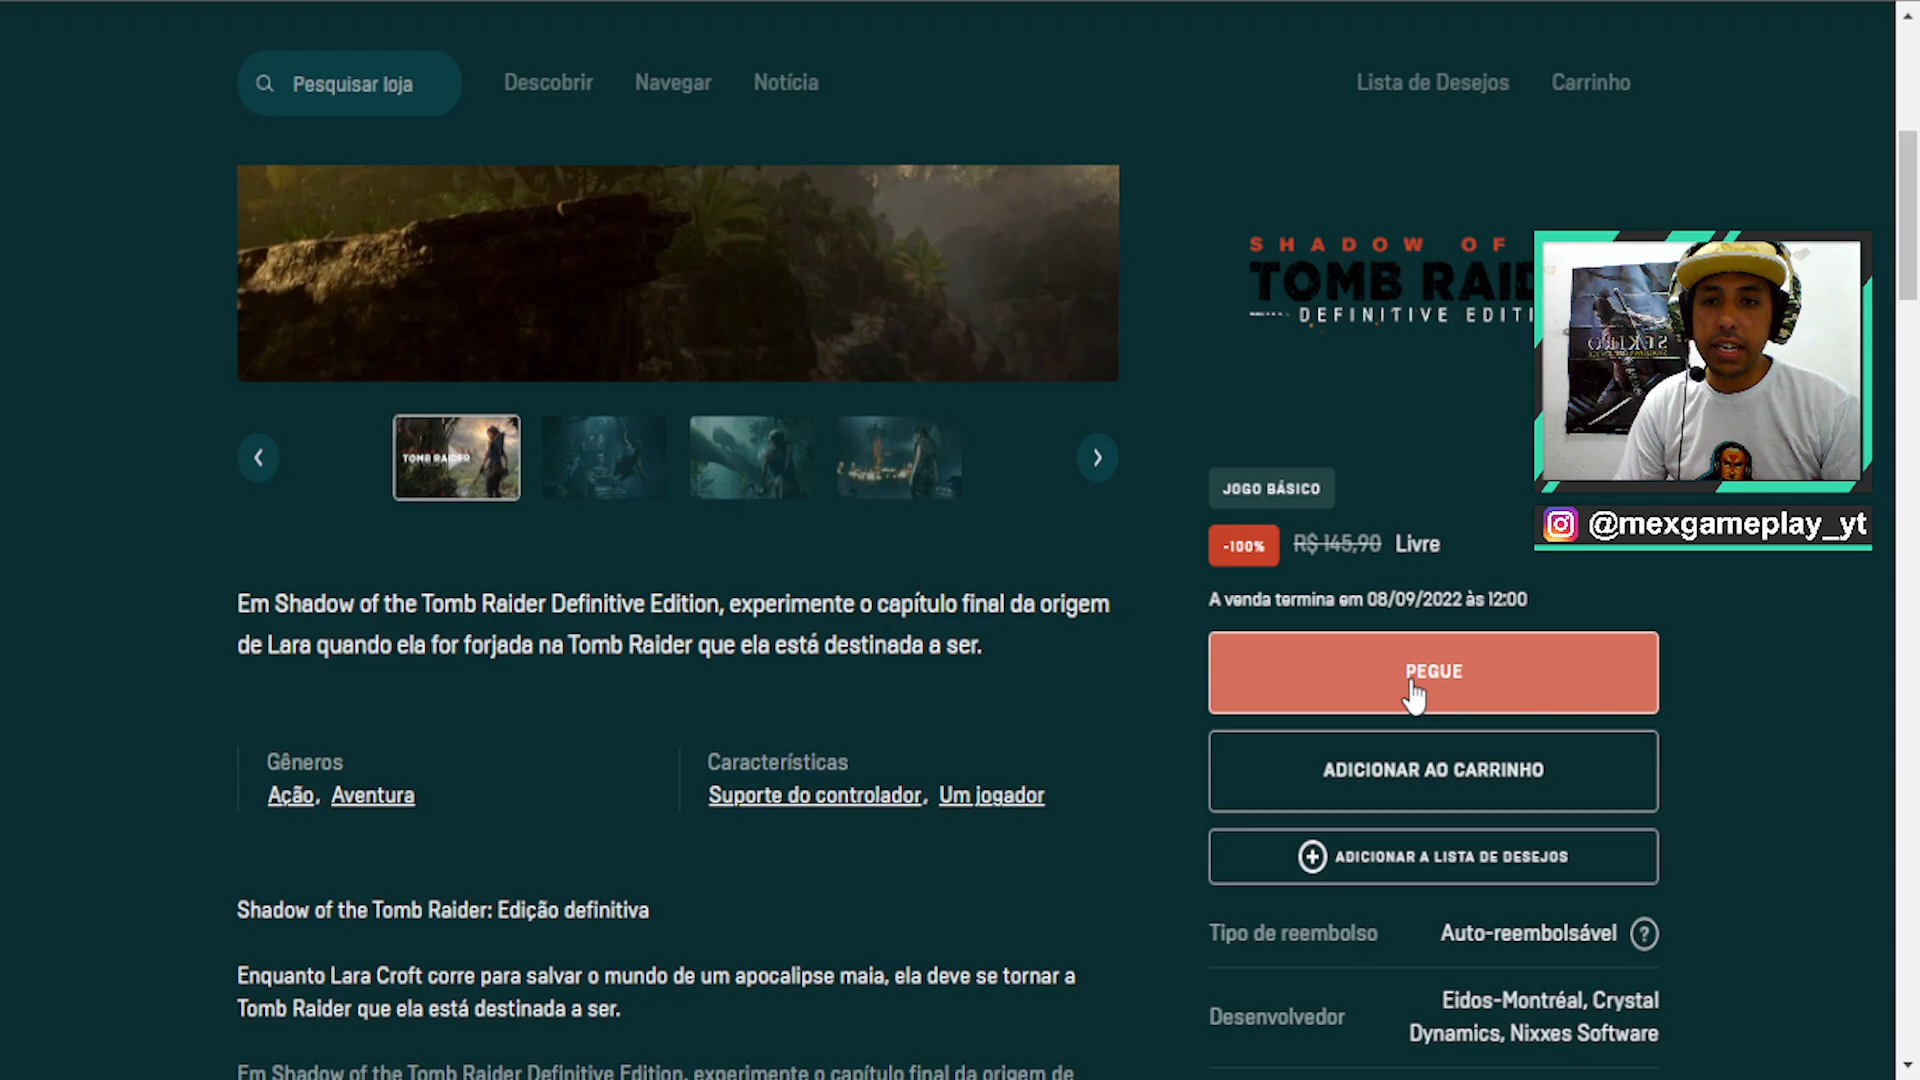 Pesquisar loja
Descobrir
Navegar
Notícia
Lista de Desejos
Carrinho
SHADOW OF
TOMB RAID
DEFINITIVE EDITI
SEKIRO
@mexgameplay_yt
TOMB RAIDER
JOGO BÁSICO
-100% R$ 145,90 Livre
A venda termina em 08/09/2022 às 12:00
PEGUE
ADICIONAR AO CARRINHO
ADICIONAR A LISTA DE DESEJOS
Tipo de reembolso
Auto-reembolsável ?
Desenvolvedor
Eidos-Montréal, Crystal
Dynamics, Nixxes Software
Em Shadow of the Tomb Raider Definitive Edition, experimente o capítulo final da origem
de Lara quando ela for forjada na Tomb Raider que ela está destinada a ser.
Gêneros
Ação, Aventura
Características
Suporte do controlador, Um jogador
Shadow of the Tomb Raider: Edição definitiva
Enquanto Lara Croft corre para salvar o mundo de um apocalipse maia, ela deve se tornar a
Tomb Raider que ela está destinada a ser.
Em Shadow of the Tomb Raider Definitive Edition, experimente o capítulo final da origem de